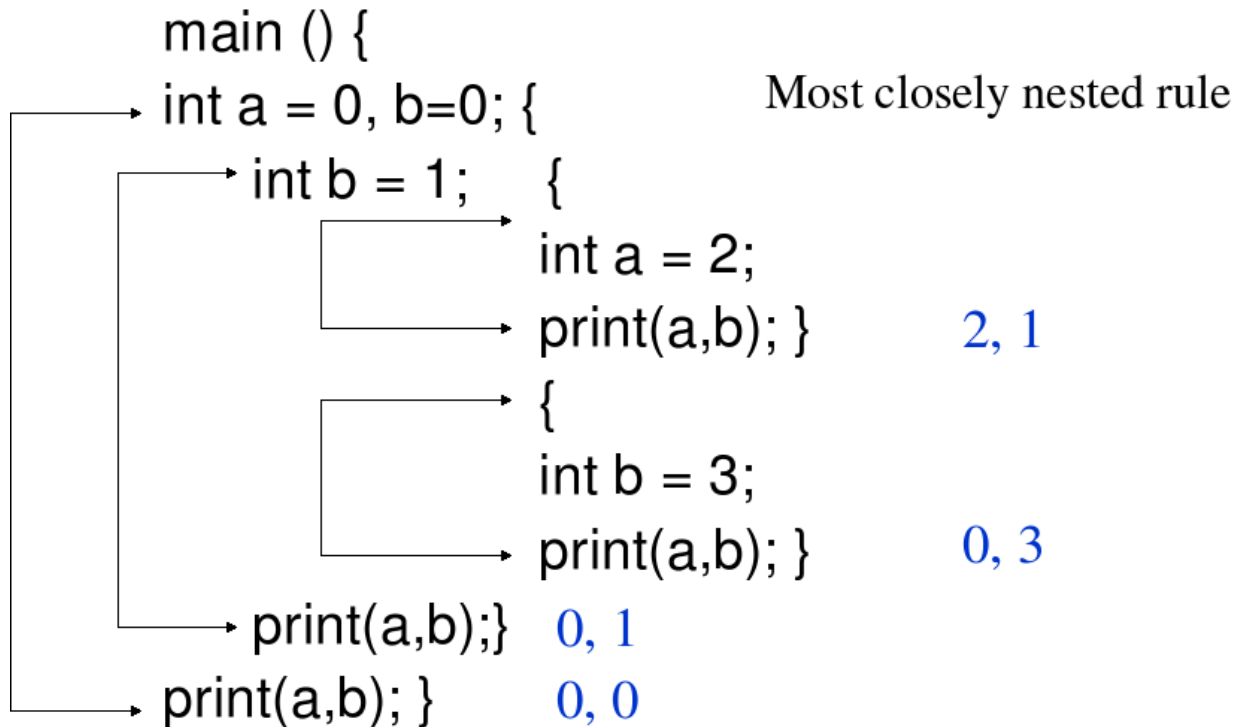 main () {
int a = 0, b=0; {
Most closely nested rule
int b = 1; {
int a = 2;
print(a,b); } 2, 1
{
int b = 3;
print(a,b); } 0, 3
print(a,b);} 0, 1
print(a,b); } 0, 0